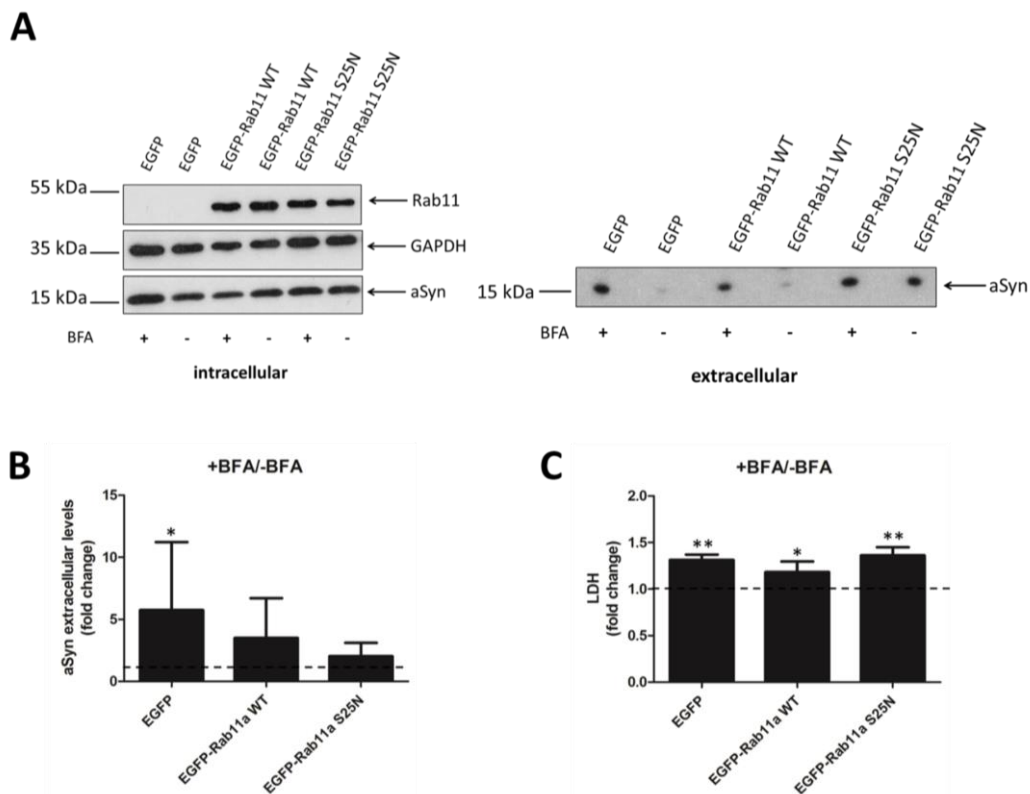 A
EGFP
EGFP
EGFP-Rab11 WT
EGFP-Rab11 WT
EGFP-Rab11 S25N
EGFP-Rab11 S25N
55 kDa
Rab11
35 kDa
GAPDH
15 kDa
aSyn
BFA + - + - + -
intracellular
EGFP
EGFP
EGFP-Rab11 WT
EGFP-Rab11 WT
EGFP-Rab11 S25N
EGFP-Rab11 S25N
15 kDa
aSyn
BFA + - + - + -
extracellular
B
+BFA/-BFA
aSyn extracellular levels
(fold change)
15
10
5
0
*
EGFP
EGFP-Rab11a WT
EGFP-Rab11a S25N
C
+BFA/-BFA
LDH
(fold change)
2.0
1.5
1.0
0.5
0.0
**
*
**
EGFP
EGFP-Rab11a WT
EGFP-Rab11a S25N